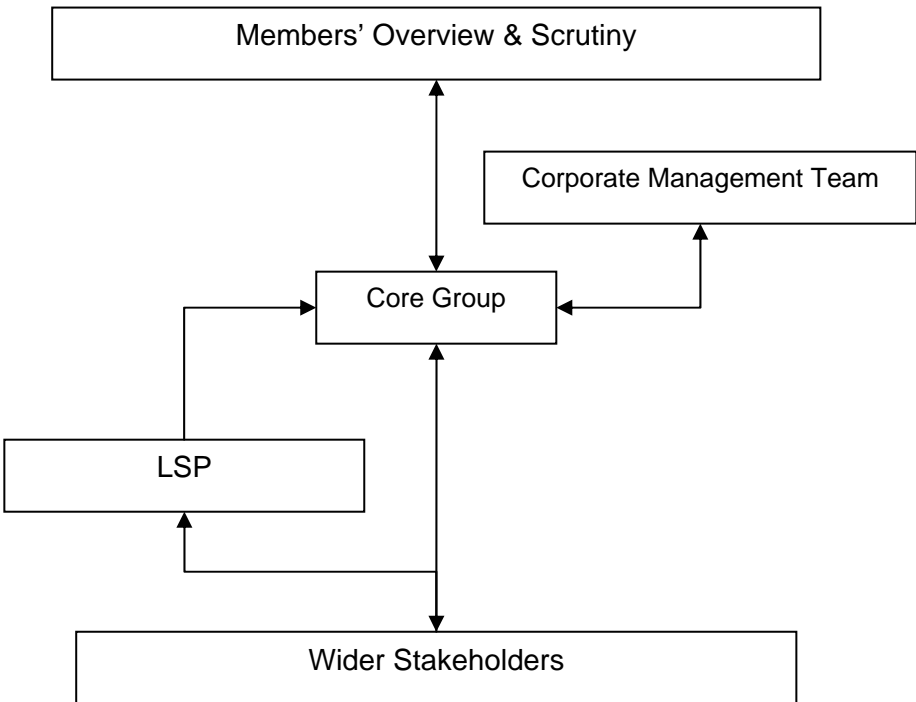 Members’ Overview & Scrutiny
Corporate Management Team
Core Group
LSP
Wider Stakeholders